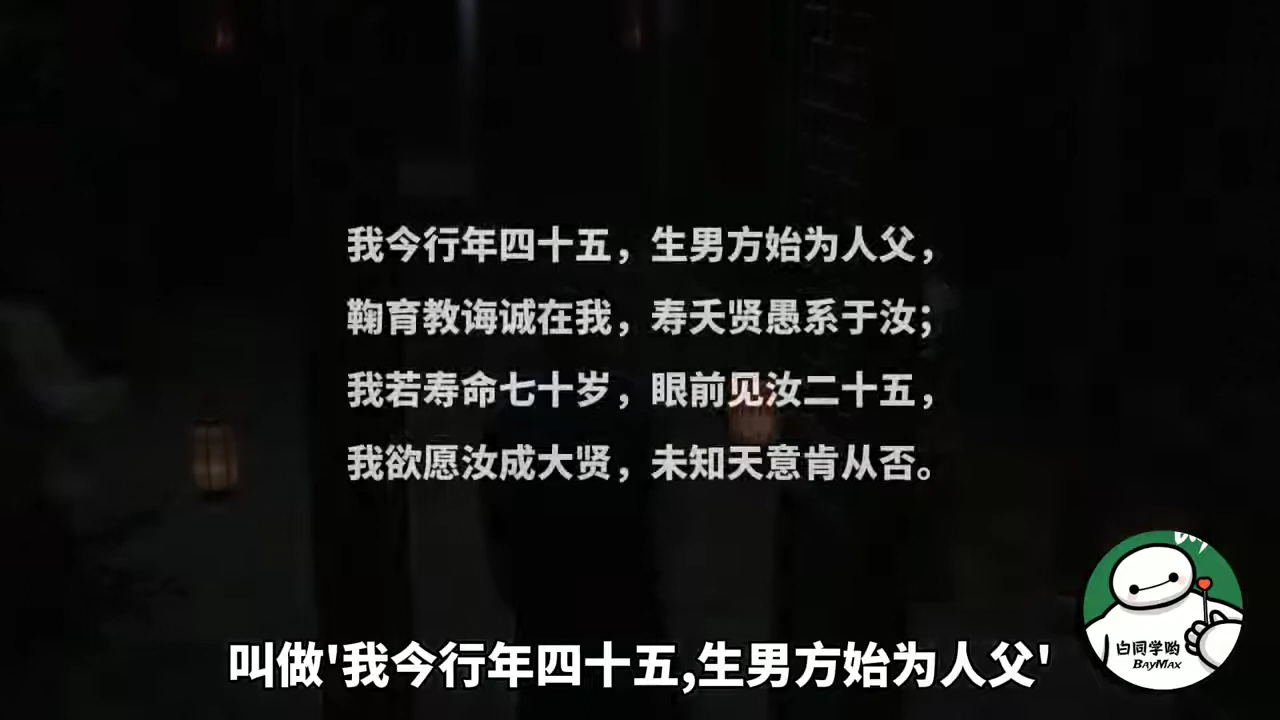 我今行年四十五，生男方始为人父，
鞠育教诲诚在我，寿夭贤愚系于汝；
我若寿命七十岁，眼前见汝二十五，
我欲愿汝成大贤，未知天意肯从否。
白同学哟
BAYMAX
叫做'我今行年四十五,生男方始为人父'